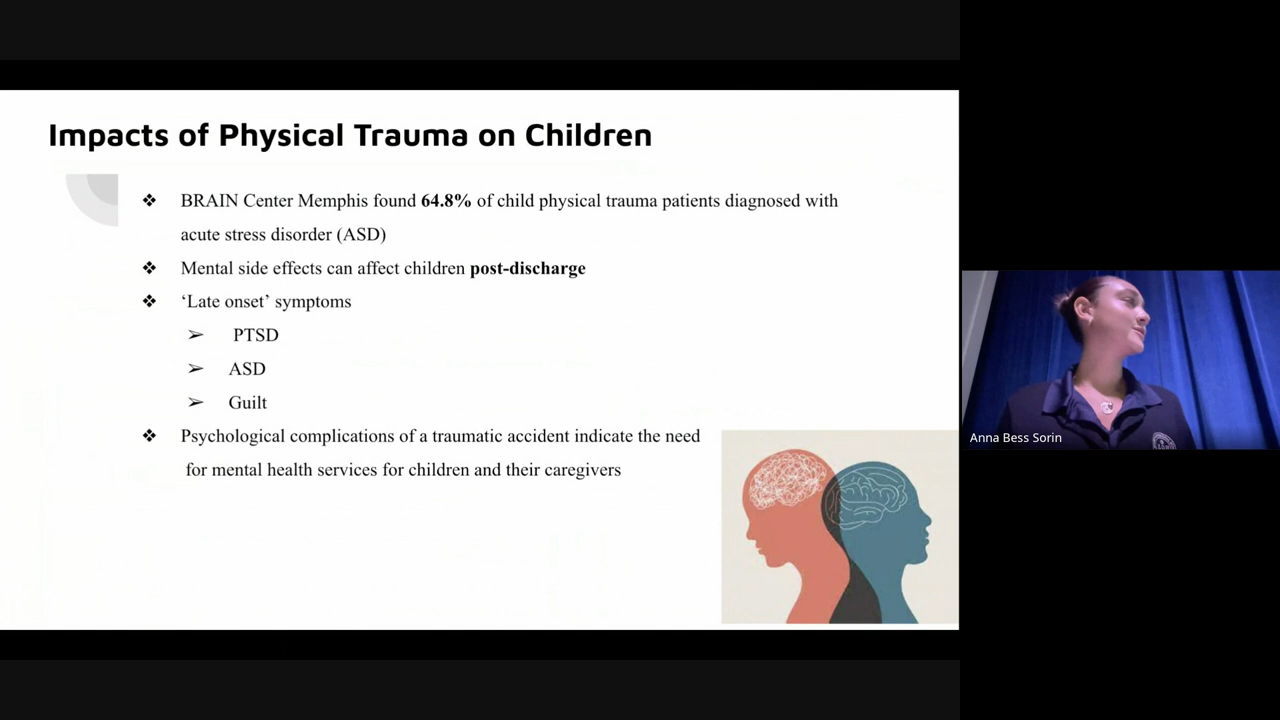 Impacts of Physical Trauma on Children
❖ BRAIN Center Memphis found 64.8% of child physical trauma patients diagnosed with
acute stress disorder (ASD)
❖ Mental side effects can affect children post-discharge
❖ ‘Late onset’ symptoms
➢ PTSD
➢ ASD
➢ Guilt
❖ Psychological complications of a traumatic accident indicate the need
for mental health services for children and their caregivers
Anna Bess Sorin